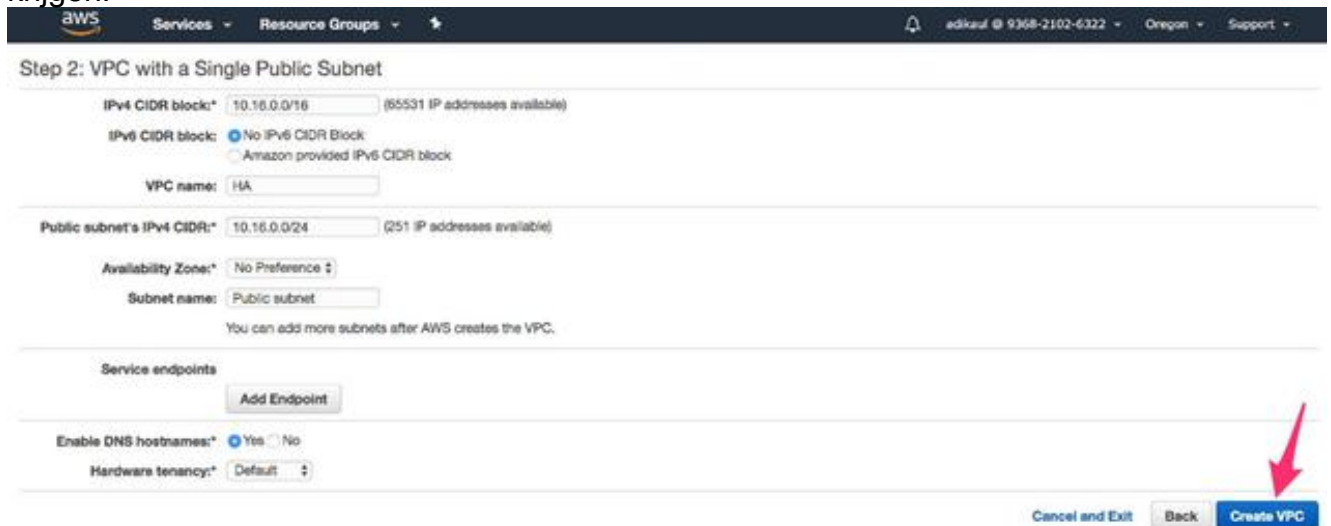 krijgen.
aws Services Resource Groups adikaul @ 9368-2102-6322 Oregon Support
Step 2: VPC with a Single Public Subnet
IPv4 CIDR block:* 10.16.0.0/16 (65531 IP addresses available)
IPv6 CIDR block: No IPv6 CIDR Block
Amazon provided IPv6 CIDR block
VPC name: HA
Public subnet's IPv4 CIDR:* 10.16.0.0/24 (251 IP addresses available)
Availability Zone:* No Preference
Subnet name: Public subnet
You can add more subnets after AWS creates the VPC.
Service endpoints
Add Endpoint
Enable DNS hostnames:* Yes No
Hardware tenancy:* Default
Cancel and Exit Back Create VPC